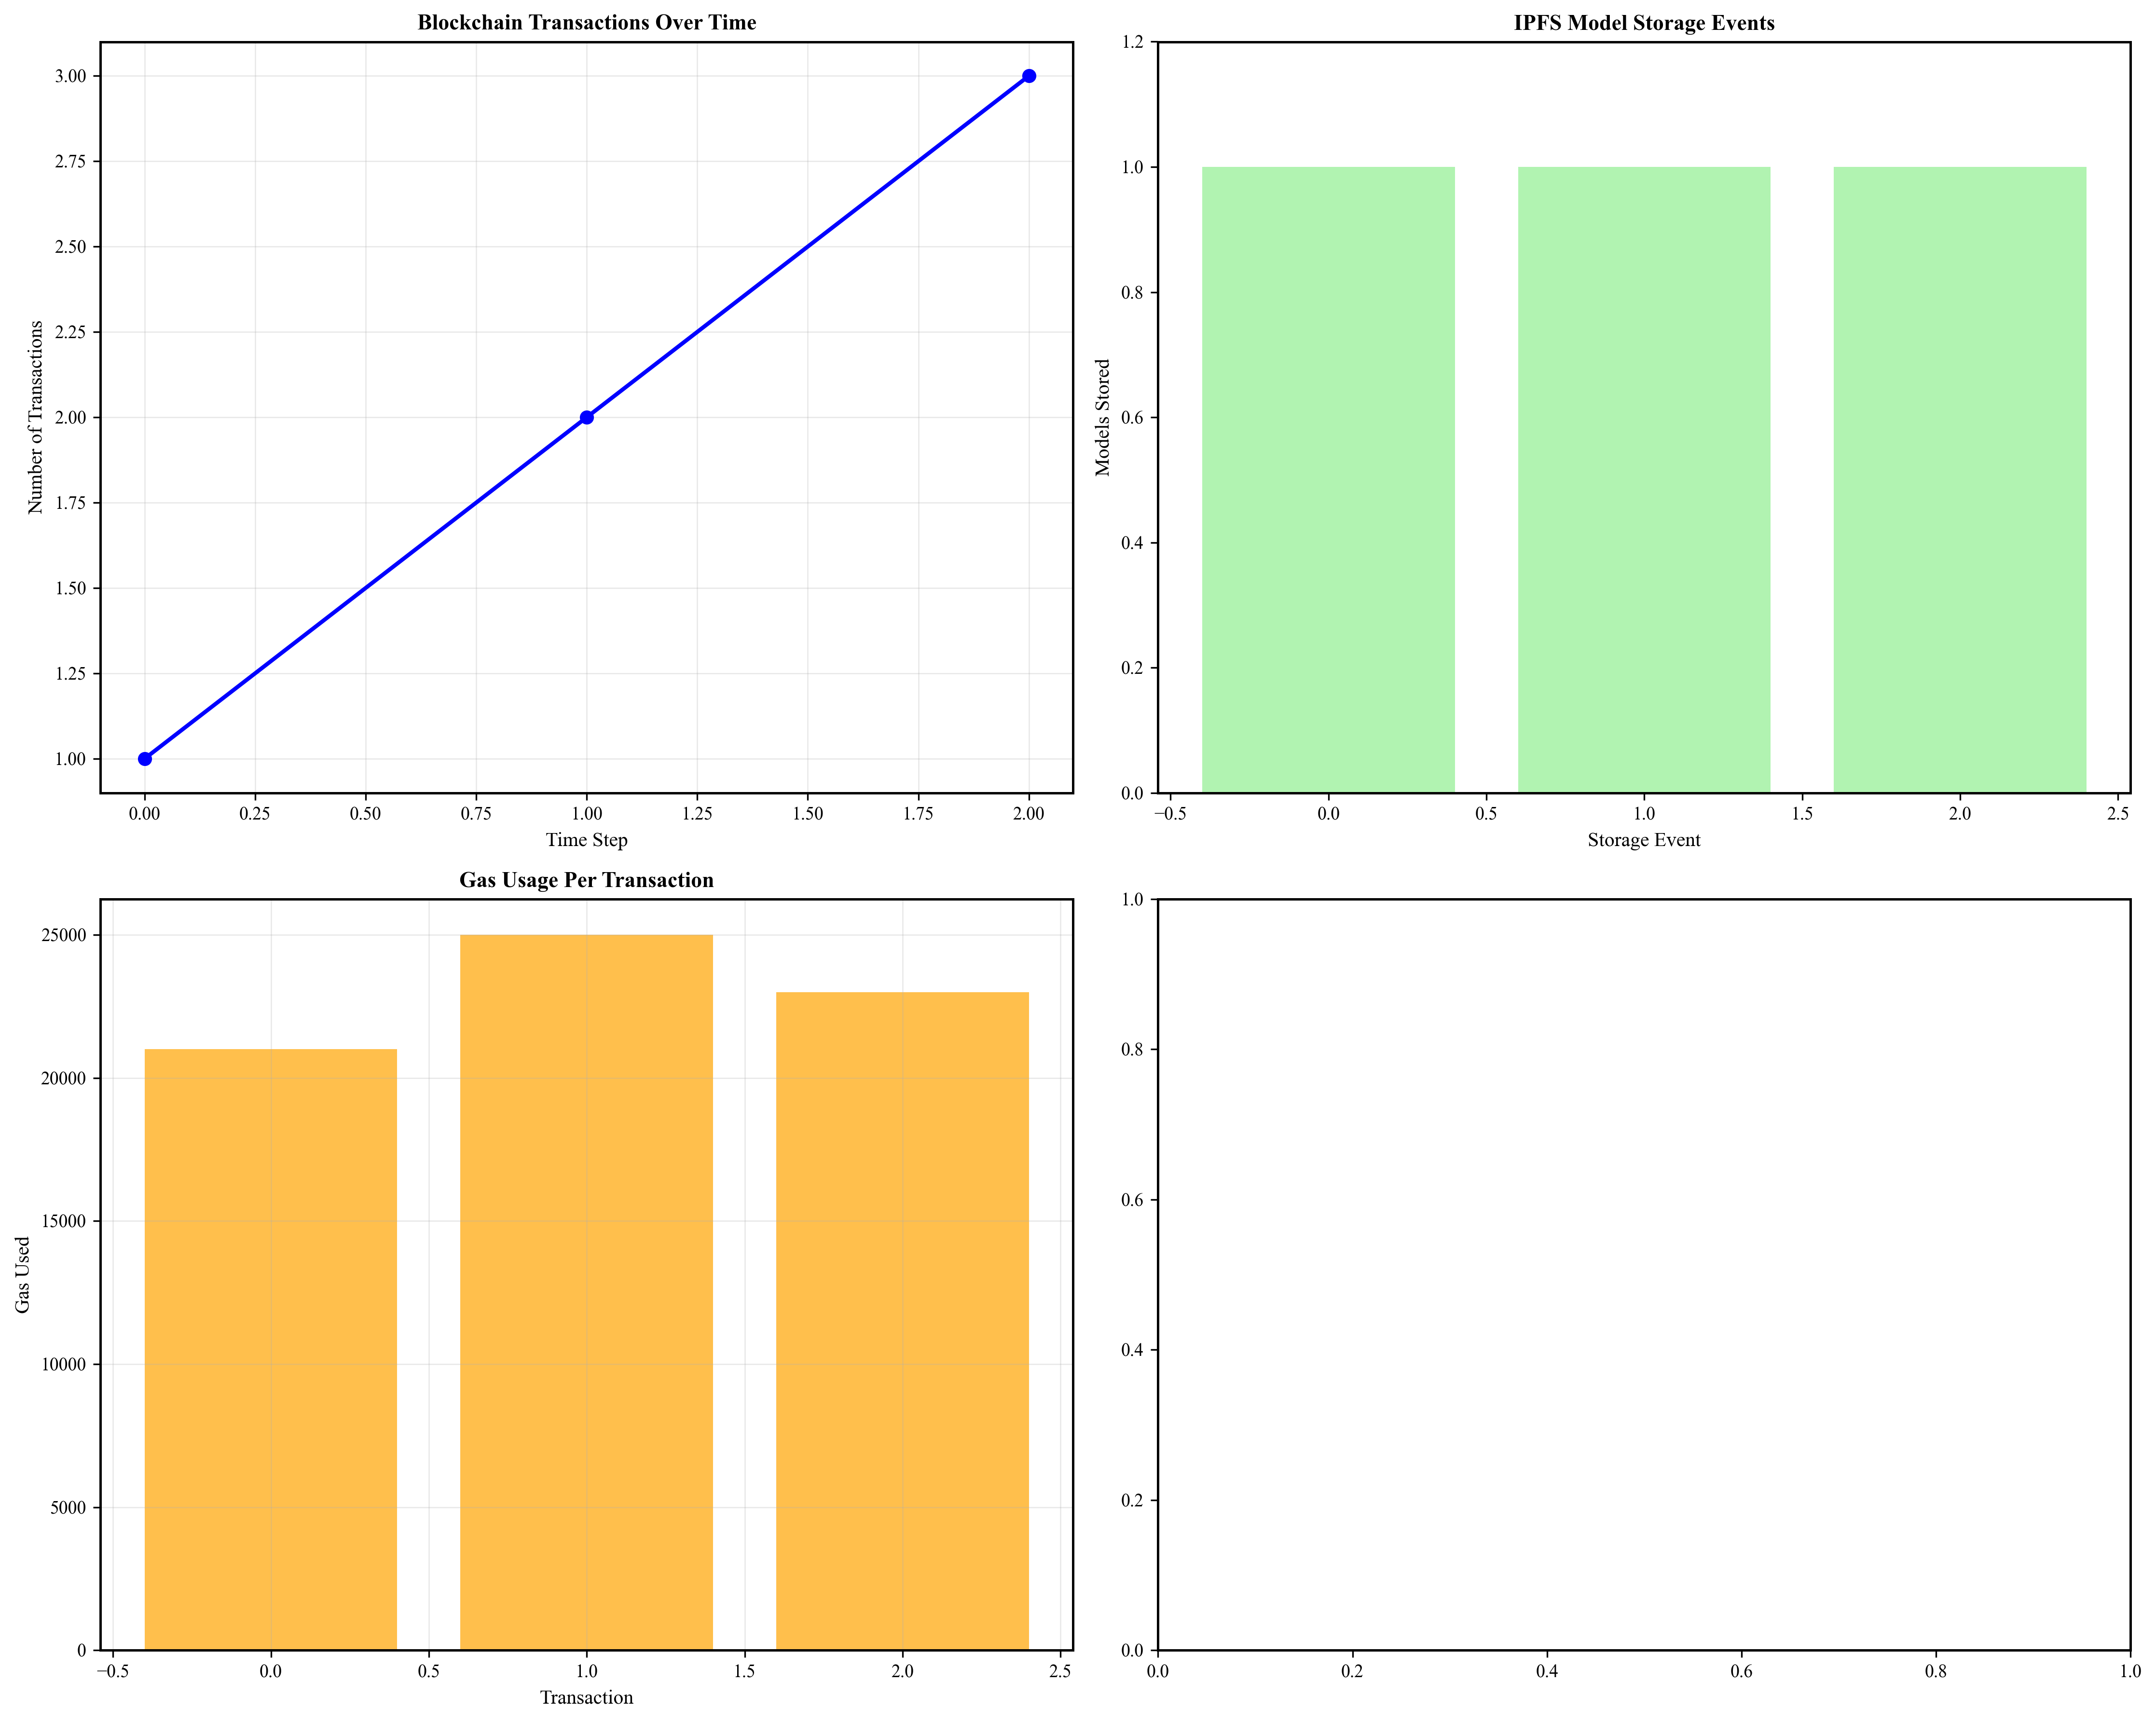 Blockchain Transactions Over Time
3.00
2.75
2.50
2.25
2.00
1.75
1.50
1.25
1.00
Number of Transactions
0.00 0.25 0.50 0.75 1.00 1.25 1.50 1.75 2.00
Time Step
IPFS Model Storage Events
1.2
1.0
0.8
0.6
0.4
0.2
0.0
Models Stored
−0.5 0.0 0.5 1.0 1.5 2.0 2.5
Storage Event
Gas Usage Per Transaction
25000
20000
15000
10000
5000
0
Gas Used
−0.5 0.0 0.5 1.0 1.5 2.0 2.5
Transaction
1.0
0.8
0.6
0.4
0.2
0.0
0.0 0.2 0.4 0.6 0.8 1.0